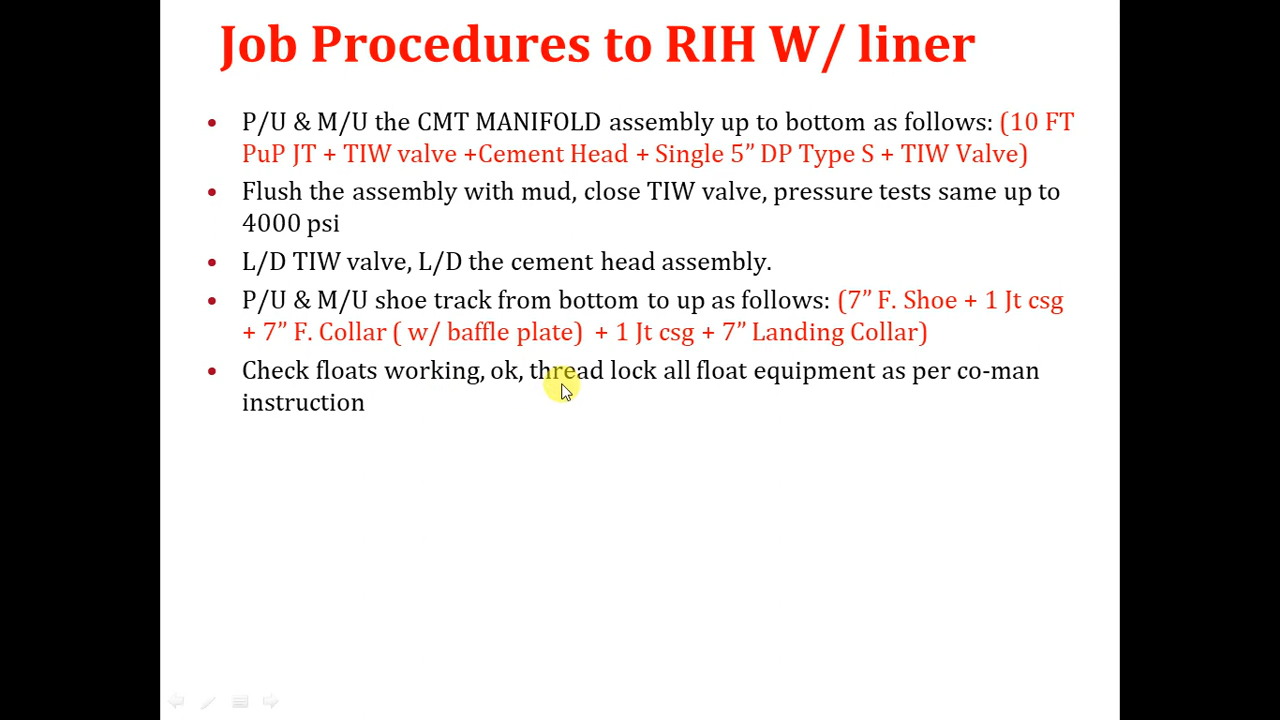 Job Procedures to RIH W/ liner
• P/U & M/U the CMT MANIFOLD assembly up to bottom as follows: (10 FT
PuP JT + TIW valve +Cement Head + Single 5” DP Type S + TIW Valve)
• Flush the assembly with mud, close TIW valve, pressure tests same up to
4000 psi
• L/D TIW valve, L/D the cement head assembly.
• P/U & M/U shoe track from bottom to up as follows: (7” F. Shoe + 1 Jt csg
+ 7” F. Collar ( w/ baffle plate) + 1 Jt csg + 7” Landing Collar)
• Check floats working, ok, thread lock all float equipment as per co-man
instruction